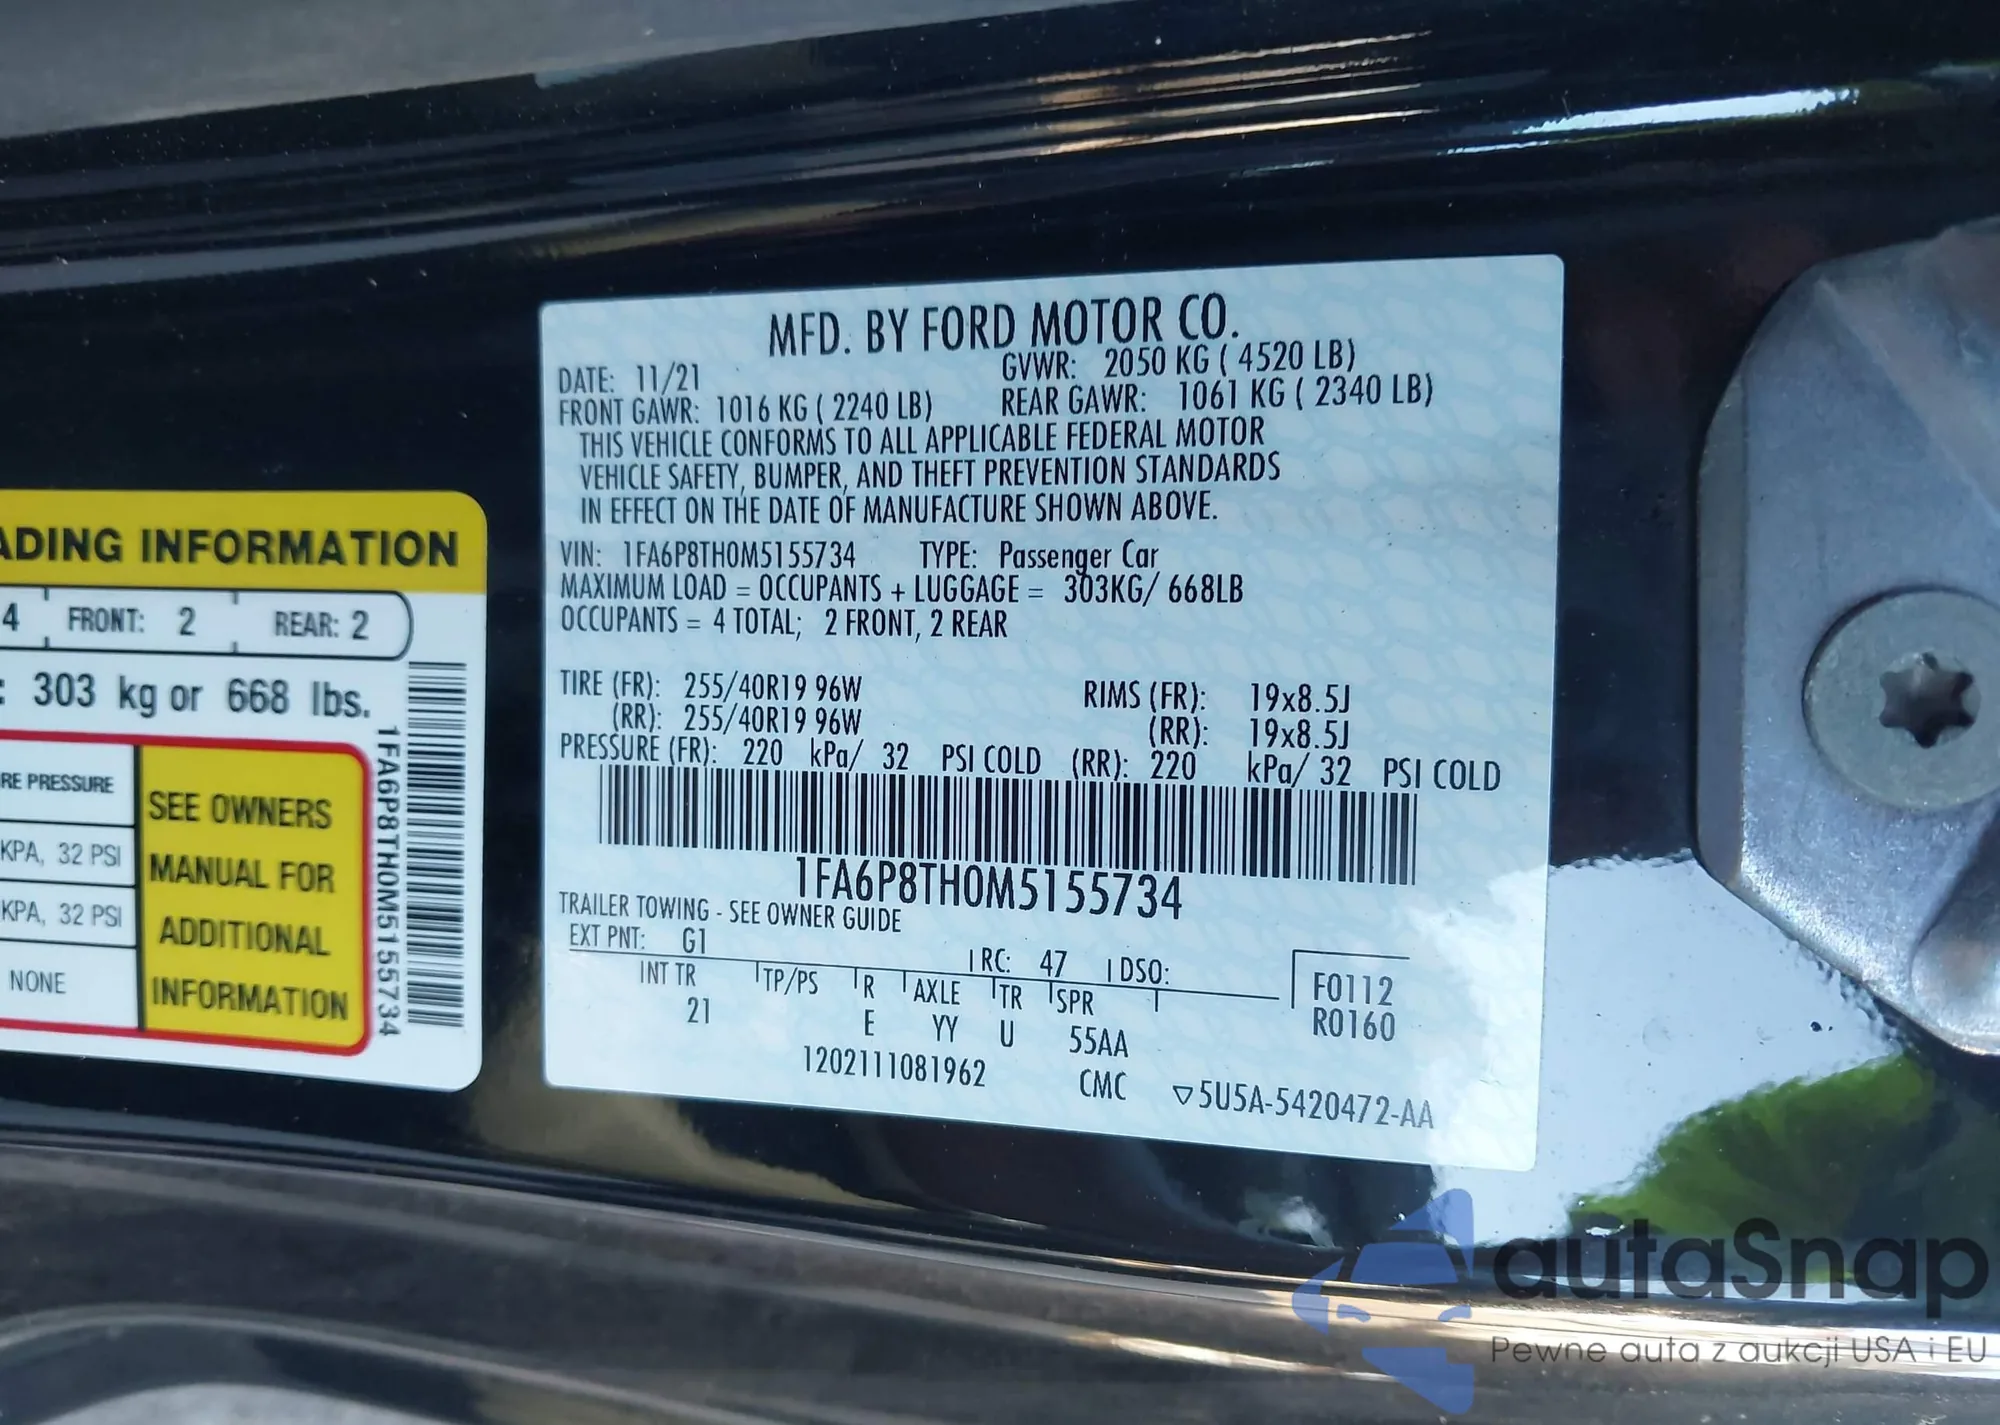 ADING INFORMATION
4 FRONT: 2 REAR: 2
: 303 kg or 668 lbs.
RE PRESSURE
KPA, 32 PSI
KPA, 32 PSI
NONE
SEE OWNERS
MANUAL FOR
ADDITIONAL
INFORMATION
1FA6P8TH0M5155734
MFD. BY FORD MOTOR CO.
DATE: 11/21 GVWR: 2050 KG ( 4520 LB)
FRONT GAWR: 1016 KG ( 2240 LB) REAR GAWR: 1061 KG ( 2340 LB)
THIS VEHICLE CONFORMS TO ALL APPLICABLE FEDERAL MOTOR
VEHICLE SAFETY, BUMPER, AND THEFT PREVENTION STANDARDS
IN EFFECT ON THE DATE OF MANUFACTURE SHOWN ABOVE.
VIN: 1FA6P8TH0M5155734 TYPE: Passenger Car
MAXIMUM LOAD = OCCUPANTS + LUGGAGE = 303KG/ 668LB
OCCUPANTS = 4 TOTAL; 2 FRONT, 2 REAR
TIRE (FR): 255/40R19 96W RIMS (FR): 19x8.5J
(RR): 255/40R19 96W (RR): 19x8.5J
PRESSURE (FR): 220 kPa/ 32 PSI COLD (RR): 220 kPa/ 32 PSI COLD
1FA6P8TH0M5155734
TRAILER TOWING - SEE OWNER GUIDE
EXT PNT: G1 RC: 47 DSO:
INT TR TP/PS R AXLE TR SPR F0112
21 E YY U 55AA R0160
1202111081962 CMC ▽5U5A-5420472-AA
autaSnap
Pewne auta z aukcji USA i EU